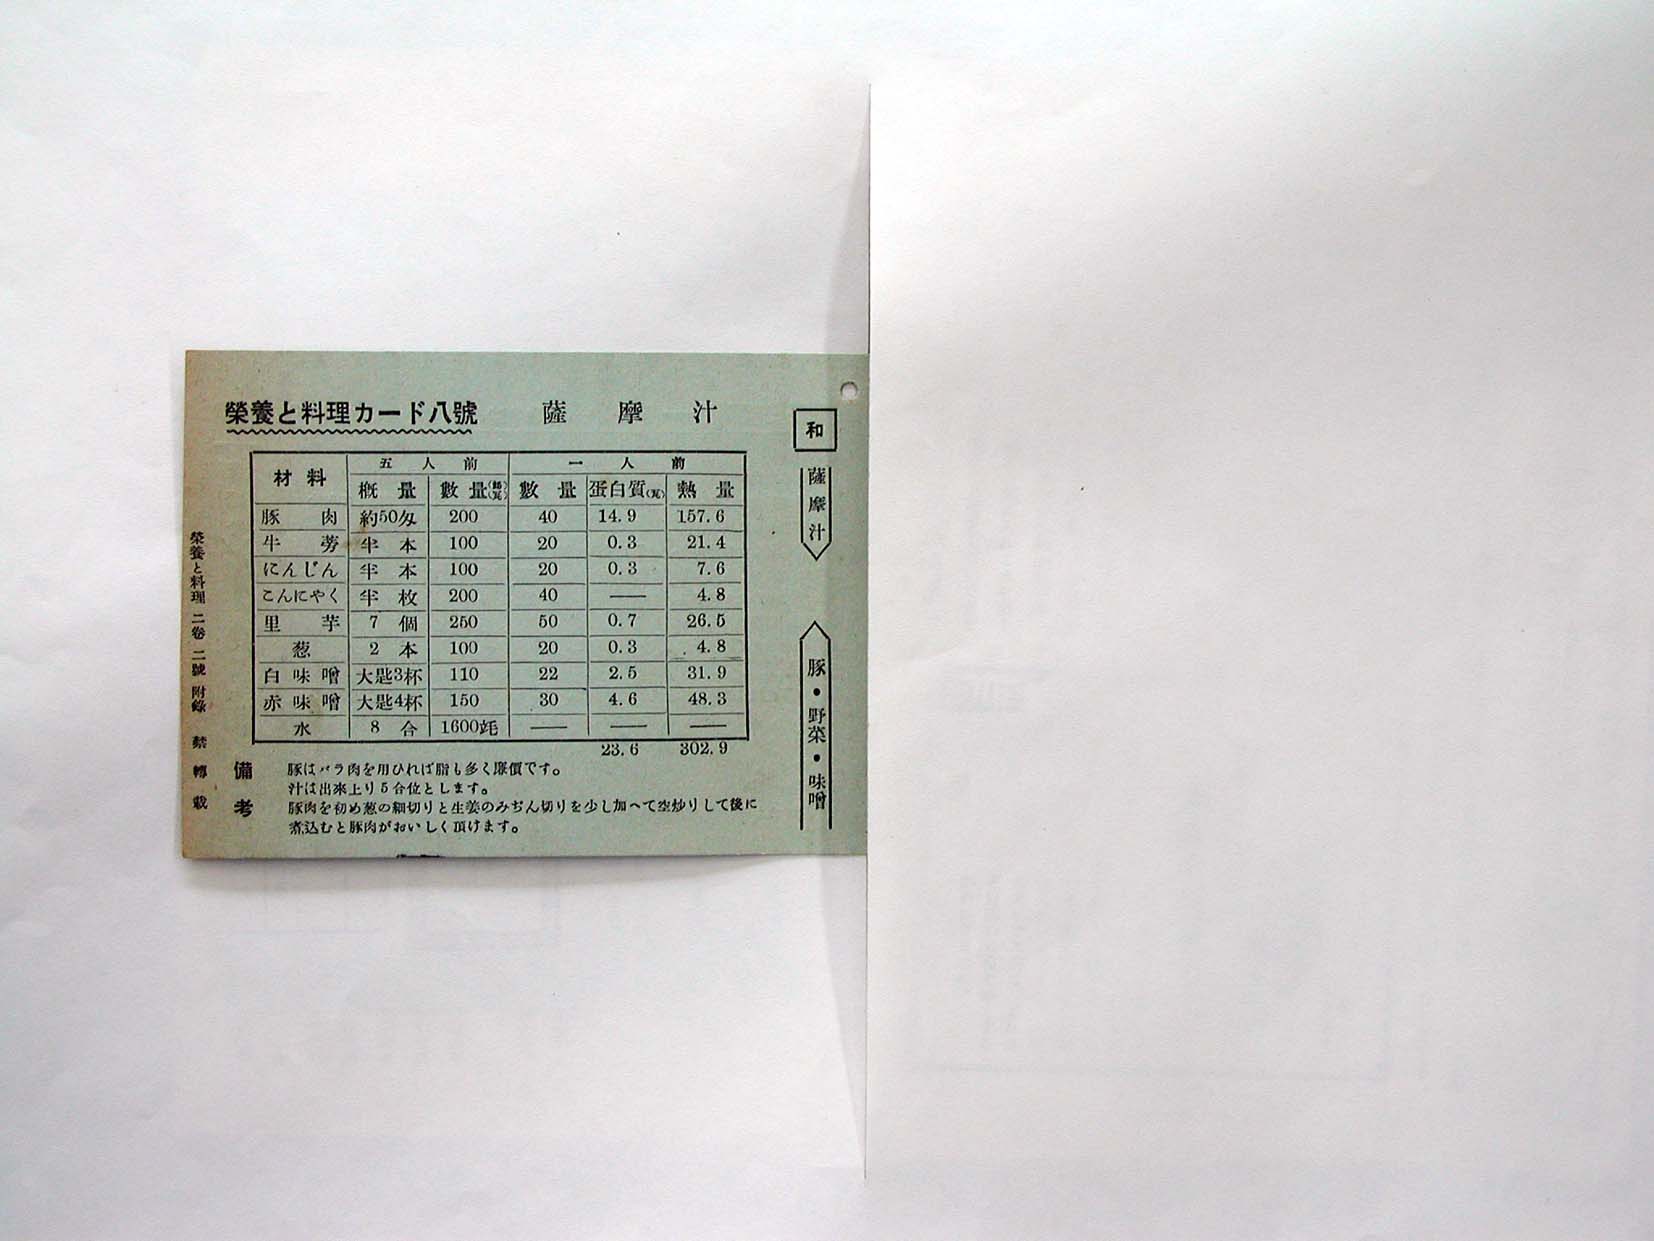 榮養と料理カード八號 薩摩汁
材料 五人前 一人前
概量 數量(瓦) 數量 蛋白質(瓦) 熱量
豚肉 約50匁 200 40 14.9 157.6
牛蒡 半本 100 20 0.3 21.4
にんじん 半本 100 20 0.3 7.6
こんにやく 半枚 200 40 — 4.8
里芋 7個 250 50 0.7 26.5
葱 2本 100 20 0.3 4.8
白味噌 大匙3杯 110 22 2.5 31.9
赤味噌 大匙4杯 150 30 4.6 48.3
水 8合 1600竓 — — —
23.6 302.9
備考
豚はバラ肉を用ひれば脂も多く廉價です。
汁は出來上り5合位とします。
豚肉を初め葱の細切りと生姜のみぢん切りを少し加へて空炒りして後に
煮込むと豚肉がおいしく頂けます。
和
薩摩汁
豚・野菜・味噌
榮養と料理 二卷 二號 附錄 禁轉載